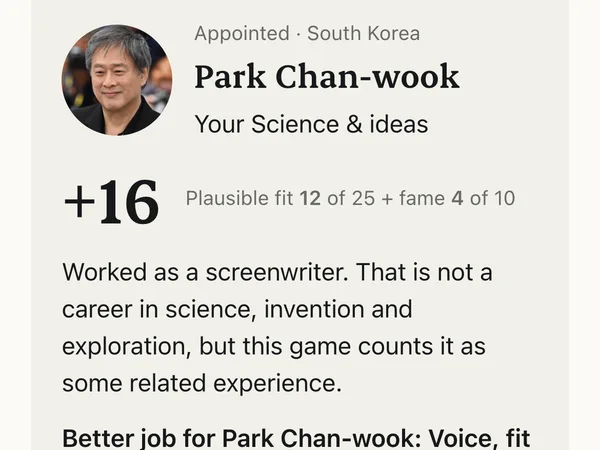 Appointed · South Korea
Park Chan-wook
Your Science & ideas
+16 Plausible fit 12 of 25 + fame 4 of 10
Worked as a screenwriter. That is not a
career in science, invention and
exploration, but this game counts it as
some related experience.
Better job for Park Chan-wook: Voice, fit